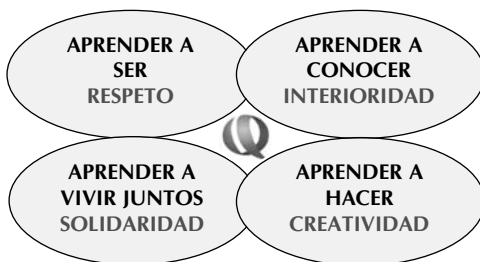 APRENDER A
SER
RESPETO
APRENDER A
CONOCER
INTERIORIDAD
APRENDER A
VIVIR JUNTOS
SOLIDARIDAD
APRENDER A
HACER
CREATIVIDAD